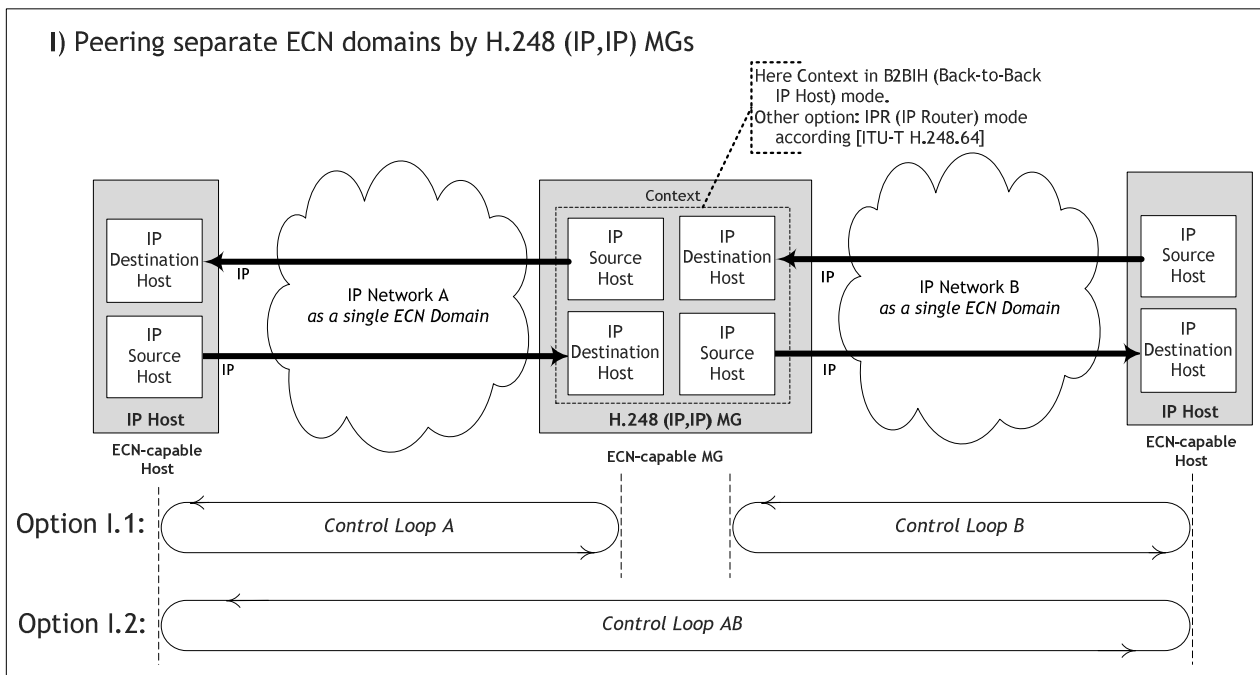 I) Peering separate ECN domains by H.248 (IP,IP) MGs
Here Context in B2BIH (Back-to-Back
IP Host) mode.
Other option: IPR (IP Router) mode
according [ITU-T H.248.64]
IP
Destination
Host
IP
Source
Host
IP Host
ECN-capable
Host
IP
IP
IP Network A
as a single ECN Domain
Context
IP
Source
Host
IP
Destination
Host
IP
Destination
Host
IP
Source
Host
H.248 (IP,IP) MG
ECN-capable MG
IP
IP
IP Network B
as a single ECN Domain
IP
Source
Host
IP
Destination
Host
IP Host
ECN-capable
Host
Option I.1:
Control Loop A
Control Loop B
Option I.2:
Control Loop AB